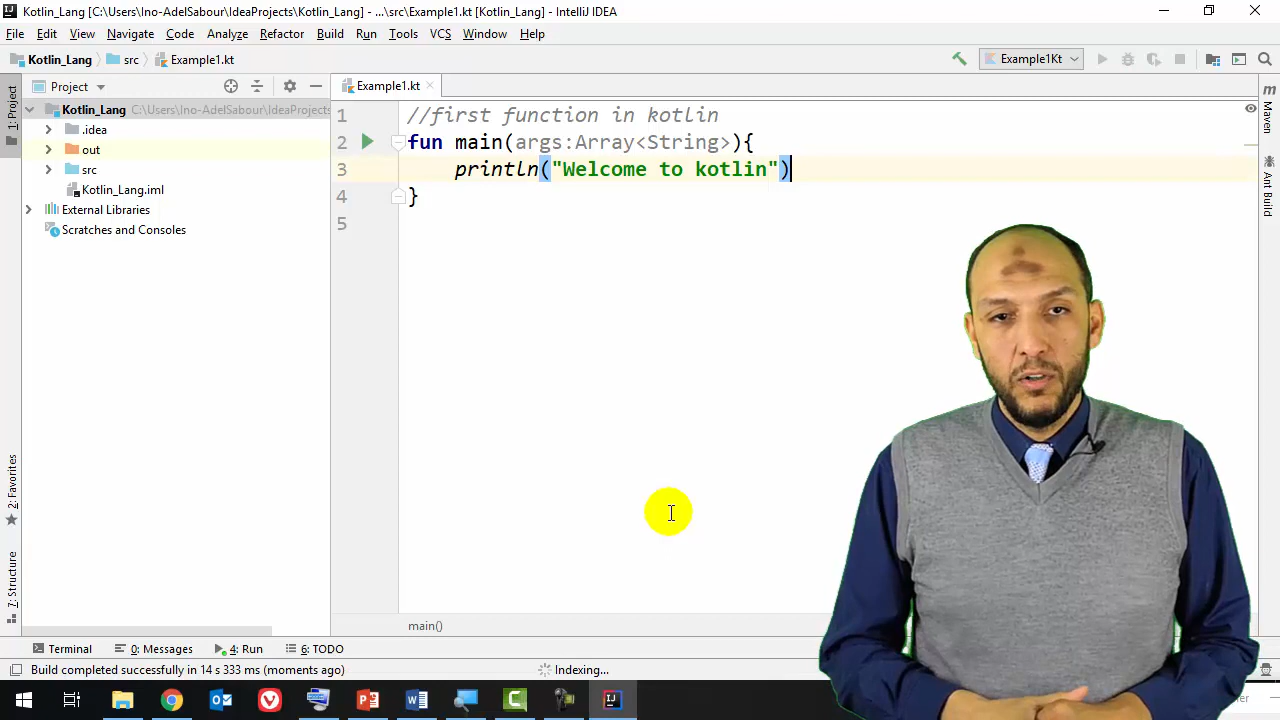 Kotlin_Lang [C:\Users\Ino-AdelSabour\IdeaProjects\Kotlin_Lang] - ...\src\Example1.kt [Kotlin_Lang] - IntelliJ IDEA
File Edit View Navigate Code Analyze Refactor Build Run Tools VCS Window Help
Kotlin_Lang src Example1.kt Example1Kt
Project Example1.kt
1: Project
Kotlin_Lang C:\Users\Ino-AdelSabour\IdeaProjects
.idea
out
src
Kotlin_Lang.iml
External Libraries
Scratches and Consoles
1 //first function in kotlin
2 fun main(args:Array<String>){
3 println("Welcome to kotlin")
4 }
5
Maven
Ant Build
2: Favorites
7: Structure
main()
Terminal 0: Messages 4: Run 6: TODO
Build completed successfully in 14 s 333 ms (moments ago) Indexing...